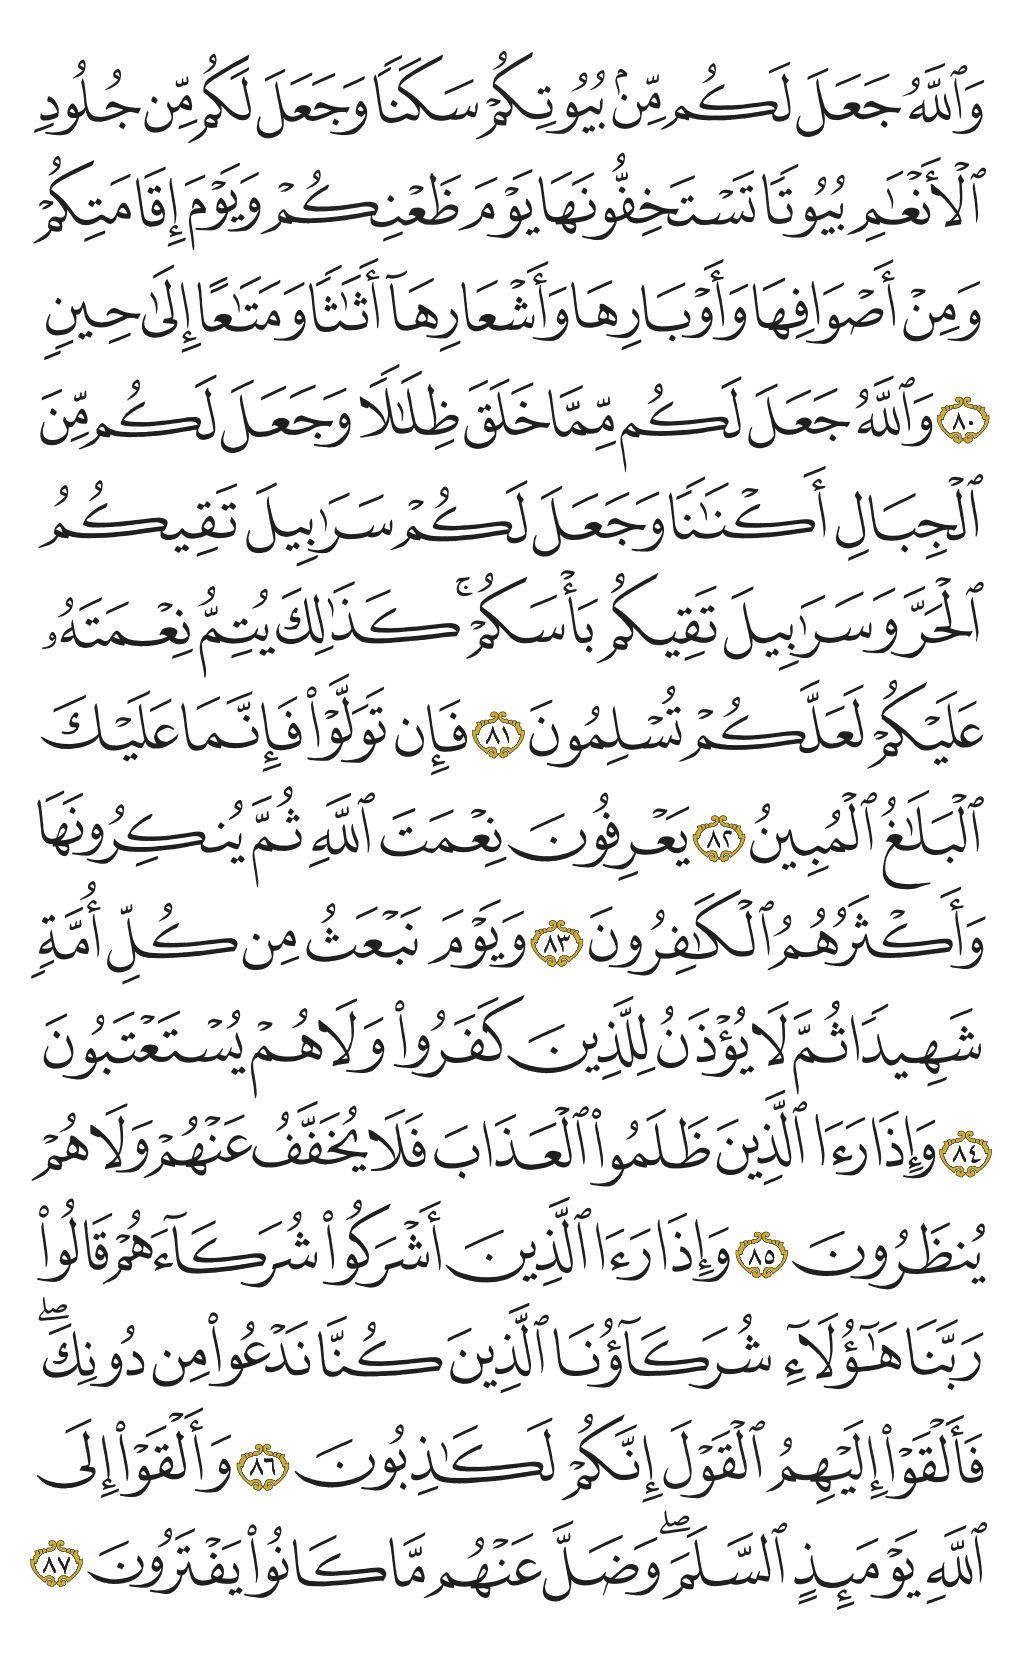 وَٱللَّهُ جَعَلَ لَكُم مِّنۢ بُيُوتِكُمْ سَكَنًا وَجَعَلَ لَكُم مِّن جُلُودِ
ٱلْأَنْعَٰمِ بُيُوتًا تَسْتَخِفُّونَهَا يَوْمَ ظَعْنِكُمْ وَيَوْمَ إِقَامَتِكُمْ
وَمِنْ أَصْوَافِهَا وَأَوْبَارِهَا وَأَشْعَارِهَآ أَثَٰثًا وَمَتَٰعًا إِلَىٰ حِينٍ
٨٠ وَٱللَّهُ جَعَلَ لَكُم مِّمَّا خَلَقَ ظِلَٰلًا وَجَعَلَ لَكُم مِّنَ
ٱلْجِبَالِ أَكْنَٰنًا وَجَعَلَ لَكُمْ سَرَٰبِيلَ تَقِيكُمُ
ٱلْحَرَّ وَسَرَٰبِيلَ تَقِيكُم بَأْسَكُمْ ۚ كَذَٰلِكَ يُتِمُّ نِعْمَتَهُۥ
عَلَيْكُمْ لَعَلَّكُمْ تُسْلِمُونَ ٨١ فَإِن تَوَلَّوْا۟ فَإِنَّمَا عَلَيْكَ
ٱلْبَلَٰغُ ٱلْمُبِينُ ٨٢ يَعْرِفُونَ نِعْمَتَ ٱللَّهِ ثُمَّ يُنكِرُونَهَا
وَأَكْثَرُهُمُ ٱلْكَٰفِرُونَ ٨٣ وَيَوْمَ نَبْعَثُ مِن كُلِّ أُمَّةٍ
شَهِيدًا ثُمَّ لَا يُؤْذَنُ لِلَّذِينَ كَفَرُوا۟ وَلَا هُمْ يُسْتَعْتَبُونَ
٨٤ وَإِذَا رَءَا ٱلَّذِينَ ظَلَمُوا۟ ٱلْعَذَابَ فَلَا يُخَفَّفُ عَنْهُمْ وَلَا هُمْ
يُنظَرُونَ ٨٥ وَإِذَا رَءَا ٱلَّذِينَ أَشْرَكُوا۟ شُرَكَآءَهُمْ قَالُوا۟
رَبَّنَا هَٰٓؤُلَآءِ شُرَكَآؤُنَا ٱلَّذِينَ كُنَّا نَدْعُوا۟ مِن دُونِكَ ۖ
فَأَلْقَوْا۟ إِلَيْهِمُ ٱلْقَوْلَ إِنَّكُمْ لَكَٰذِبُونَ ٨٦ وَأَلْقَوْا۟ إِلَى
ٱللَّهِ يَوْمَئِذٍ ٱلسَّلَمَ ۖ وَضَلَّ عَنْهُم مَّا كَانُوا۟ يَفْتَرُونَ ٨٧